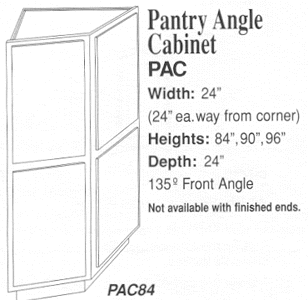 Pantry Angle
Cabinet
PAC
Width: 24"
(24" ea.way from corner)
Heights: 84",90",96"
Depth: 24"
135º Front Angle
Not available with finished ends.
PAC84